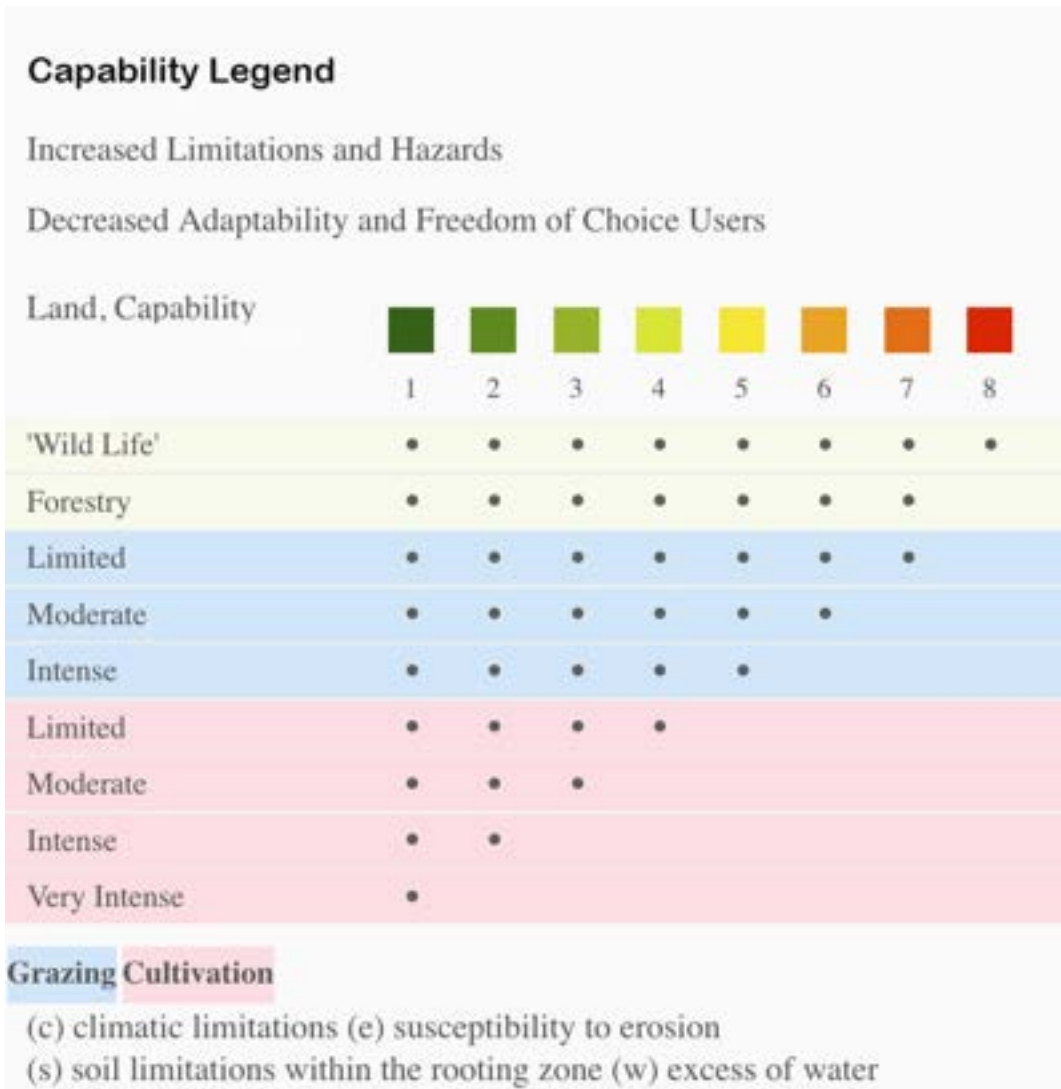 Capability Legend
Increased Limitations and Hazards
Decreased Adaptability and Freedom of Choice Users
Land, Capability
1 2 3 4 5 6 7 8
'Wild Life' • • • • • • • •
Forestry • • • • • • •
Limited • • • • • • •
Moderate • • • • • •
Intense • • • • •
Limited • • • •
Moderate • • •
Intense • •
Very Intense •
Grazing Cultivation
(c) climatic limitations (e) susceptibility to erosion
(s) soil limitations within the rooting zone (w) excess of water